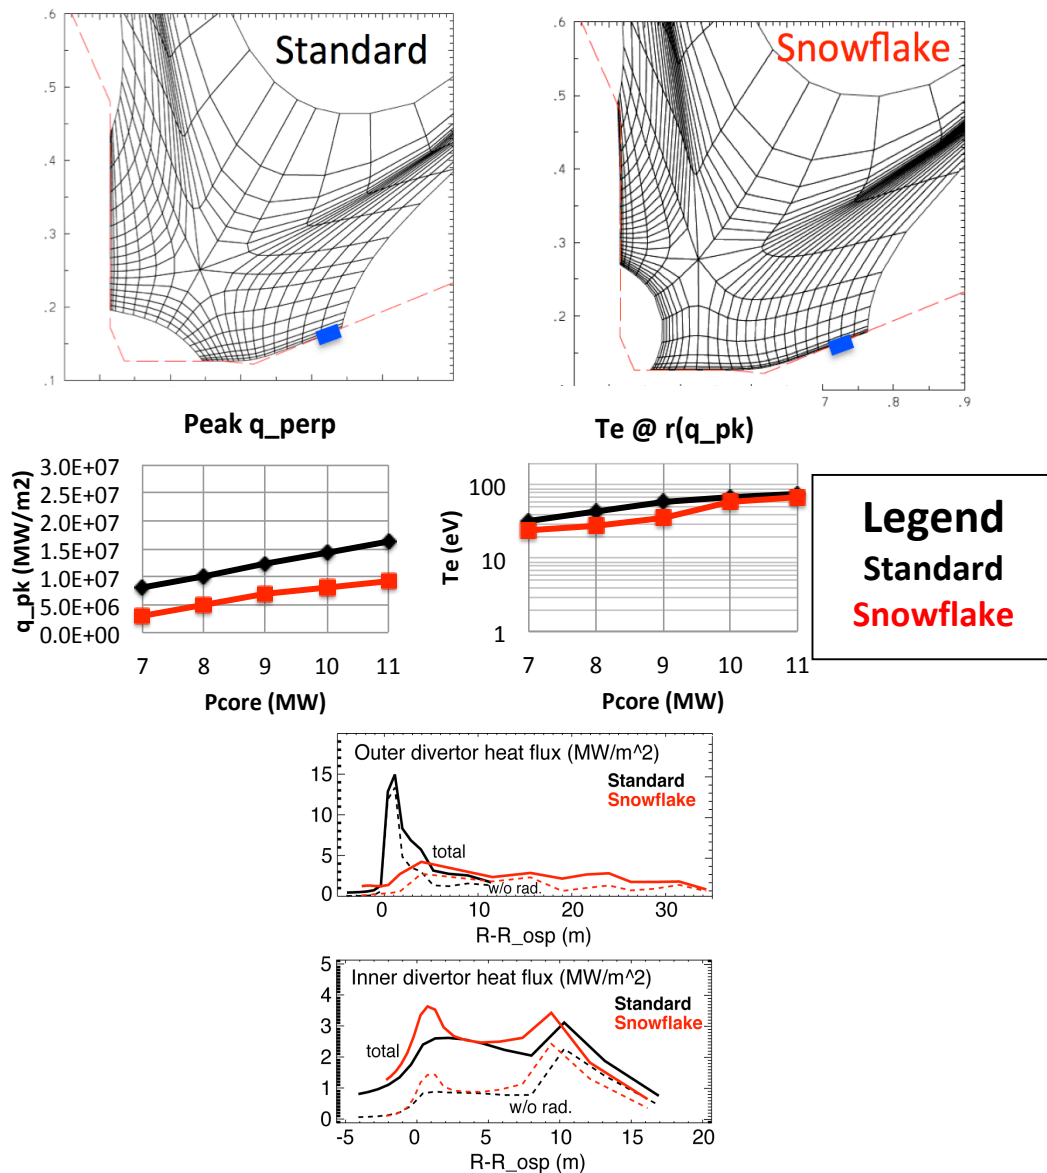 Standard
.6
.5
.4
.3
.2
.1
Snowflake
.6
.5
.4
.3
.2
7 .8 .9
Peak q_perp
q_pk (MW/m2)
3.0E+07
2.5E+07
2.0E+07
1.5E+07
1.0E+07
5.0E+06
0.0E+00
7 8 9 10 11
Pcore (MW)
Te @ r(q_pk)
Te (eV)
100
10
1
7 8 9 10 11
Pcore (MW)
Legend
Standard
Snowflake
Outer divertor heat flux (MW/m^2)
Standard
Snowflake
15
10
5
0
total
w/o rad.
0 10 20 30
R-R_osp (m)
Inner divertor heat flux (MW/m^2)
Standard
Snowflake
5
4
3
2
1
0
total
w/o rad.
-5 0 5 10 15 20
R-R_osp (m)